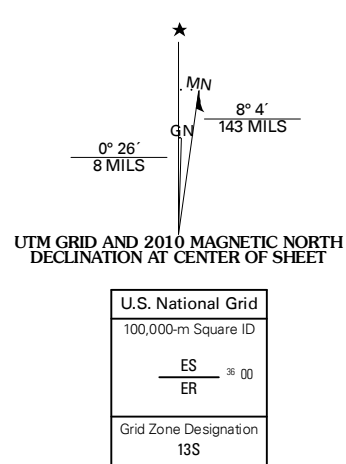 ★
MN
8° 4´
143 MILS
GN
0° 26´
8 MILS
UTM GRID AND 2010 MAGNETIC NORTH
DECLINATION AT CENTER OF SHEET
U.S. National Grid
100,000-m Square ID
ES
36 00
ER
Grid Zone Designation
13S